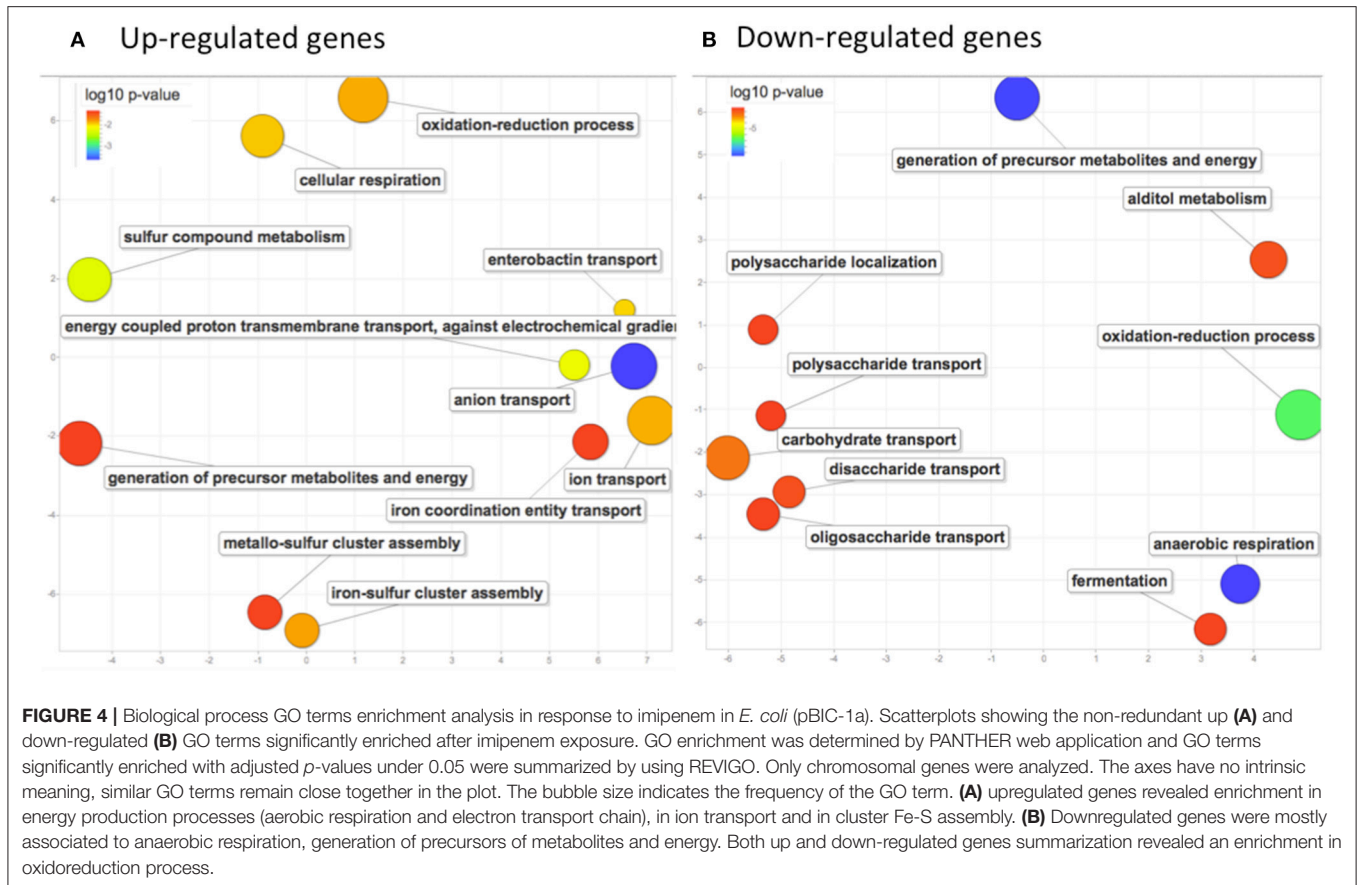 A Up-regulated genes
log10 p-value
-2
-3
oxidation-reduction process
cellular respiration
sulfur compound metabolism
enterobactin transport
energy coupled proton transmembrane transport, against electrochemical gradie
anion transport
generation of precursor metabolites and energy
ion transport
iron coordination entity transport
metallo-sulfur cluster assembly
iron-sulfur cluster assembly
6
4
2
0
-2
-4
-6
-4 -3 -2 -1 0 1 2 3 4 5 6 7
B Down-regulated genes
log10 p-value
-5
generation of precursor metabolites and energy
alditol metabolism
polysaccharide localization
oxidation-reduction process
polysaccharide transport
carbohydrate transport
disaccharide transport
oligosaccharide transport
anaerobic respiration
fermentation
6
5
4
3
2
1
0
-1
-2
-3
-4
-5
-6
-6 -5 -4 -3 -2 -1 0 1 2 3 4
FIGURE 4 | Biological process GO terms enrichment analysis in response to imipenem in E. coli (pBIC-1a). Scatterplots showing the non-redundant up (A) and
down-regulated (B) GO terms significantly enriched after imipenem exposure. GO enrichment was determined by PANTHER web application and GO terms
significantly enriched with adjusted p-values under 0.05 were summarized by using REVIGO. Only chromosomal genes were analyzed. The axes have no intrinsic
meaning, similar GO terms remain close together in the plot. The bubble size indicates the frequency of the GO term. (A) upregulated genes revealed enrichment in
energy production processes (aerobic respiration and electron transport chain), in ion transport and in cluster Fe-S assembly. (B) Downregulated genes were mostly
associated to anaerobic respiration, generation of precursors of metabolites and energy. Both up and down-regulated genes summarization revealed an enrichment in
oxidoreduction process.